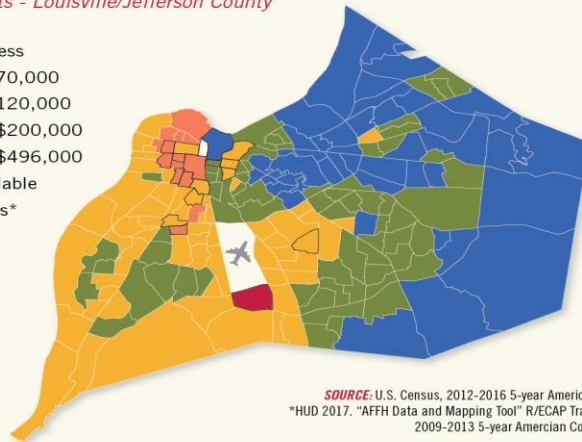 ts - Louisville/Jefferson County
ess
70,000
120,000
$200,000
$496,000
lable
s*
SOURCE: U.S. Census, 2012-2016 5-year Americ
*HUD 2017. "AFFH Data and Mapping Tool" R/ECAP Tra
2009-2013 5-year Amercian Co